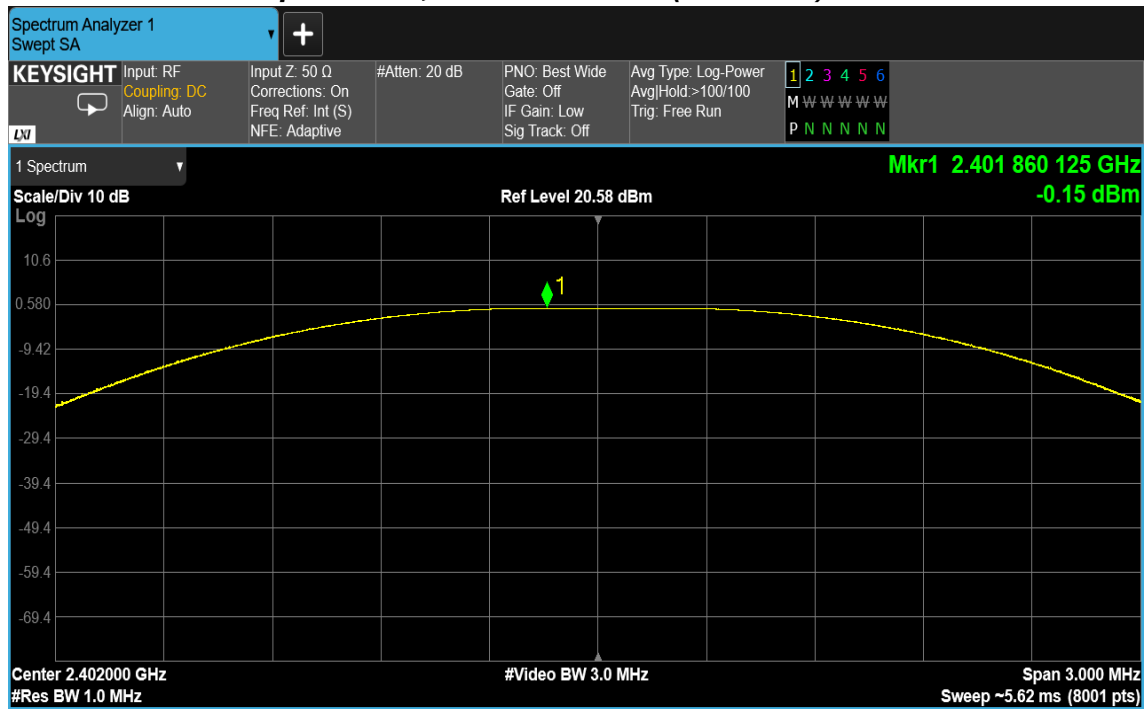 Spectrum Analyzer 1
Swept SA
+
KEYSIGHT
LXI
Input: RF
Coupling: DC
Align: Auto
Input Z: 50 Ω
Corrections: On
Freq Ref: Int (S)
NFE: Adaptive
#Atten: 20 dB
PNO: Best Wide
Gate: Off
IF Gain: Low
Sig Track: Off
Avg Type: Log-Power
Avg|Hold:>100/100
Trig: Free Run
1 2 3 4 5 6
M W W W W W
P N N N N N
1 Spectrum
Mkr1 2.401 860 125 GHz
Scale/Div 10 dB
Ref Level 20.58 dBm
-0.15 dBm
Log
10.6
1
0.580
-9.42
-19.4
-29.4
-39.4
-49.4
-59.4
-69.4
Center 2.402000 GHz
#Video BW 3.0 MHz
Span 3.000 MHz
#Res BW 1.0 MHz
Sweep ~5.62 ms (8001 pts)